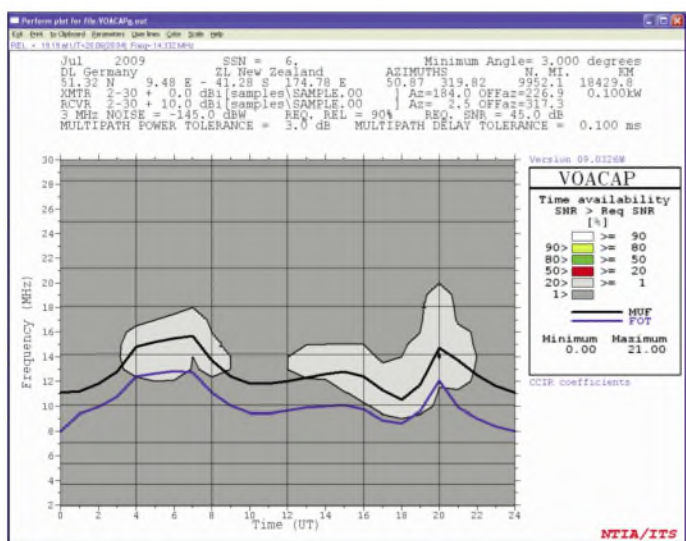 Perform plot for file:VOACAPg.out
Exit Print to Clipboard Parameters User lines Color Scale Help
Jul 2009 SSN = 6. Minimum Angle= 3.000 degrees
DL Germany ZL New Zealand AZIMUTHS N. MI. KM
51.32 N 9.48 E - 41.28 S 174.78 E 50.87 319.82 9952.1 18429.8
XMTR 2-30 + 0.0 dBi[samples\SAMPLE.00 ] Az=184.0 OFFaz=226.9 0.100kW
RCVR 2-30 + 10.0 dBi[samples\SAMPLE.00 ] Az= 2.5 OFFaz=317.3
3 MHz NOISE = -145.0 dBW REQ. REL = 90% REQ. SNR = 45.0 dB
MULTIPATH POWER TOLERANCE = 3.0 dB MULTIPATH DELAY TOLERANCE = 0.100 ms
Version 09.0326W
VOACAP
Time availability
SNR > Req SNR
[%]
>= 90
90> >= 80
80> >= 50
50> >= 20
20> >= 1
1>
MUF
FOT
Minimum Maximum
0.00 21.00
CCIR coefficients
Frequency (MHz)
30
28
26
24
22
20
18
16
14
12
10
8
6
4
2
0 2 4 6 8 10 12 14 16 18 20 22 24
Time (UT)
NTIA/ITS